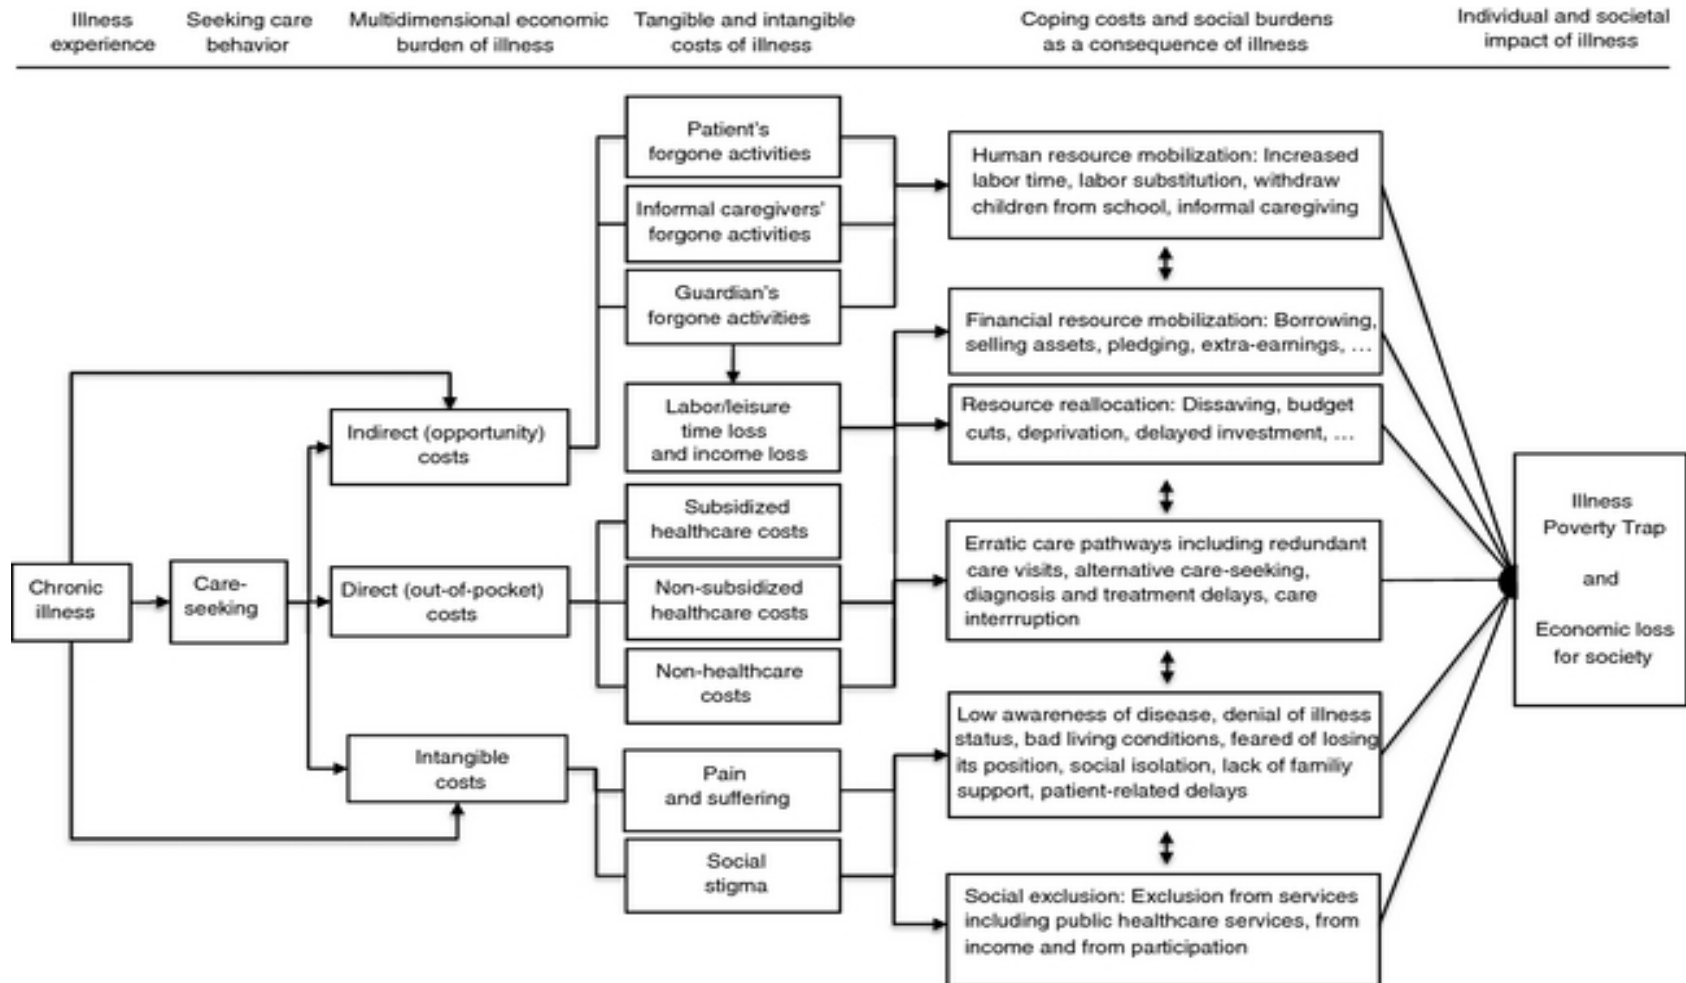 Illness
experience
Seeking care
behavior
Multidimensional economic
burden of illness
Tangible and intangible
costs of illness
Coping costs and social burdens
as a consequence of illness
Individual and societal
impact of illness
Chronic
illness
Care-
seeking
Indirect (opportunity)
costs
Direct (out-of-pocket)
costs
Intangible
costs
Patient's
forgone activities
Informal caregivers'
forgone activities
Guardian's
forgone activities
Labor/leisure
time loss
and income loss
Subsidized
healthcare costs
Non-subsidized
healthcare costs
Non-healthcare
costs
Pain
and suffering
Social
stigma
Human resource mobilization: Increased
labor time, labor substitution, withdraw
children from school, informal caregiving
Financial resource mobilization: Borrowing,
selling assets, pledging, extra-earnings, ...
Resource reallocation: Dissaving, budget
cuts, deprivation, delayed investment, ...
Erratic care pathways including redundant
care visits, alternative care-seeking,
diagnosis and treatment delays, care
interrruption
Low awareness of disease, denial of illness
status, bad living conditions, feared of losing
its position, social isolation, lack of familiy
support, patient-related delays
Social exclusion: Exclusion from services
including public healthcare services, from
income and from participation
Illness
Poverty Trap
and
Economic loss
for society